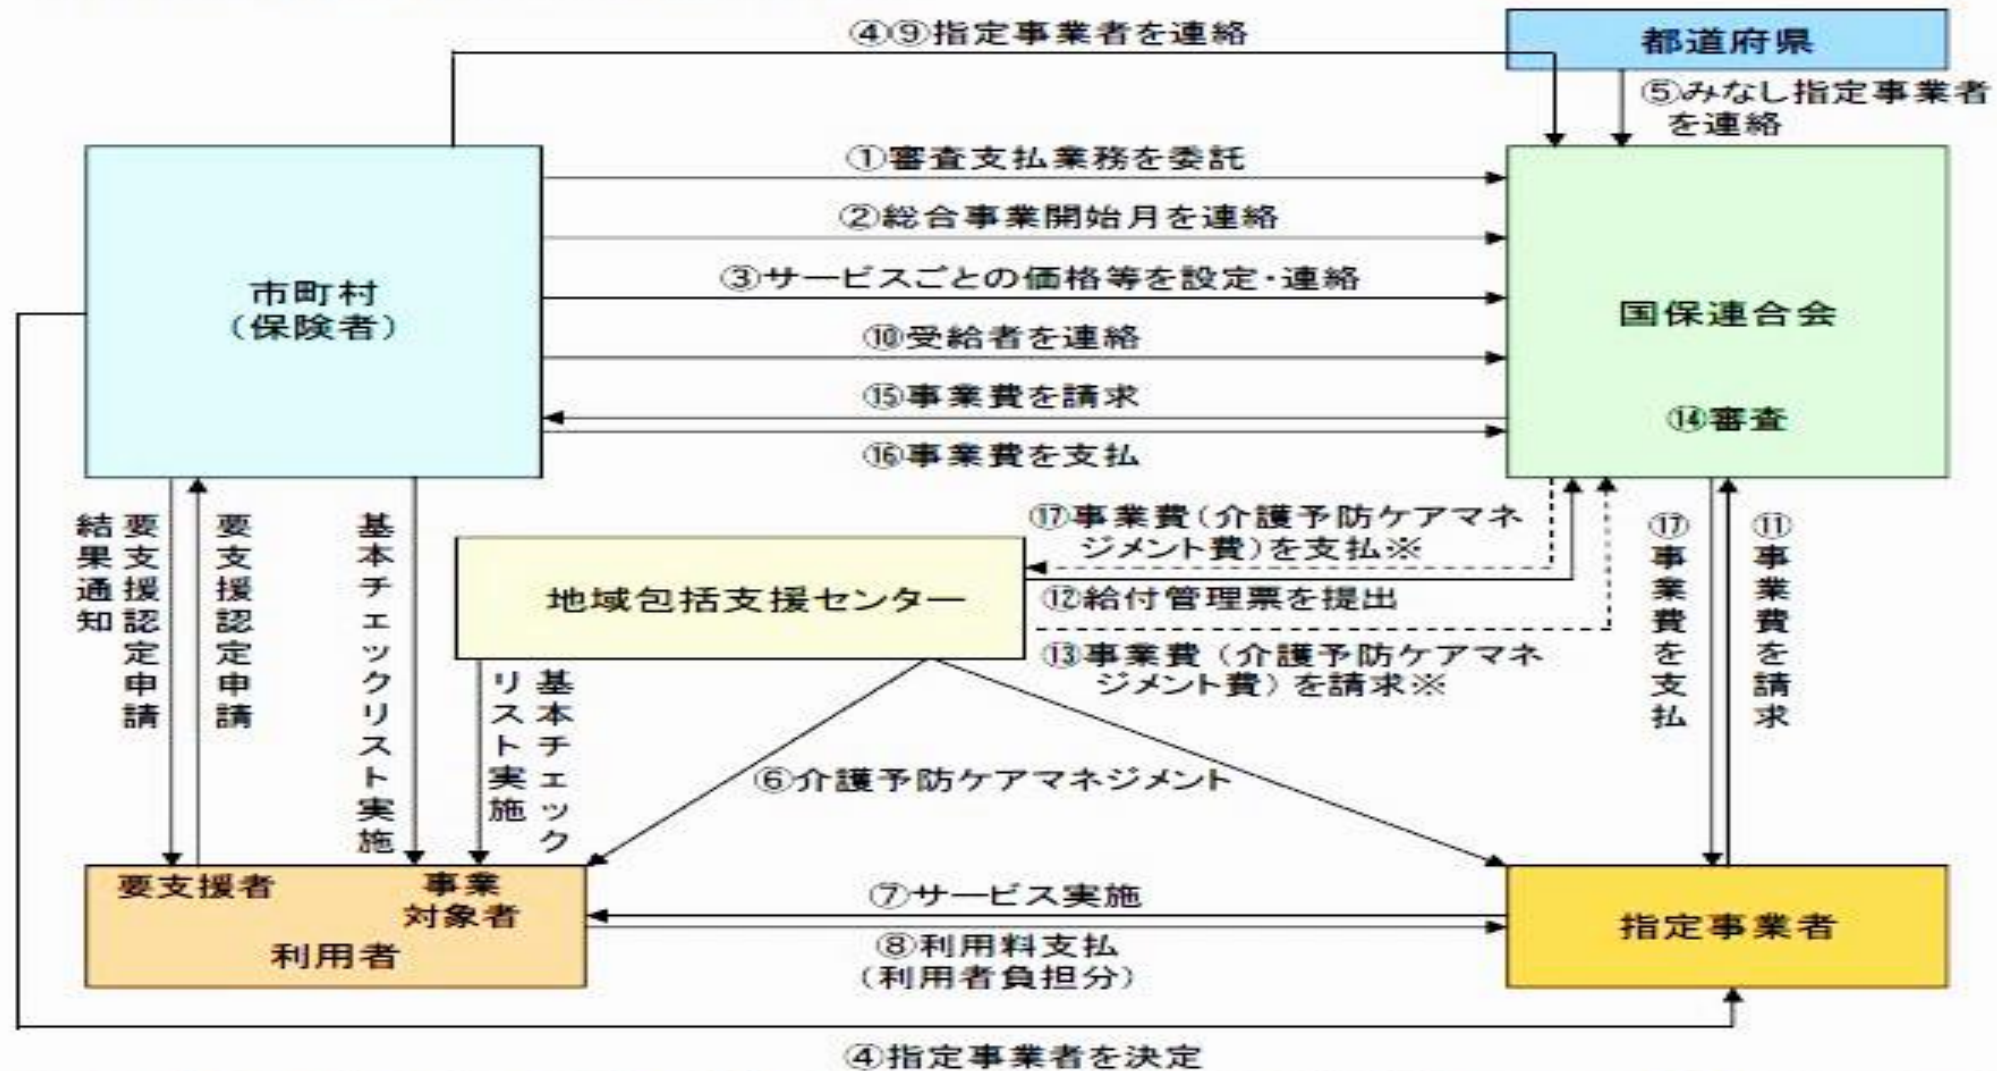 ④⑨指定事業者を連絡
都道府県
⑤みなし指定事業者
を連絡
①審査支払業務を委託
②総合事業開始月を連絡
③サービスごとの価格等を設定・連絡
市町村
（保険者）
国保連合会
⑩受給者を連絡
⑮事業費を請求
⑭審査
⑯事業費を支払
要支援認定申請
結果通知
要支援認定申請
基本チェックリスト実施
⑰事業費（介護予防ケアマネ
ジメント費）を支払※
地域包括支援センター
⑫給付管理票を提出
⑬事業費（介護予防ケアマネ
ジメント費）を請求※
⑰事業費を支払
⑪事業費を請求
基本チェック
リスト実施
⑥介護予防ケアマネジメント
要支援者
事業
対象者
利用者
⑦サービス実施
⑧利用料支払
（利用者負担分）
指定事業者
④指定事業者を決定